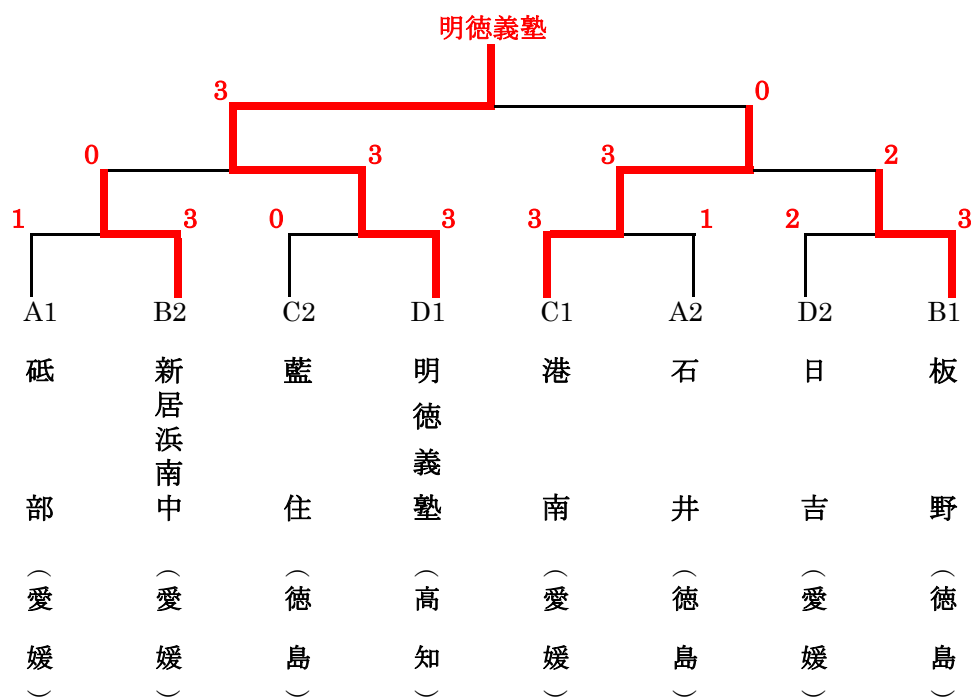 明徳義塾
3 0
0 3 3 2
1 3 0 3 3 1 2 3
A1 B2 C2 D1 C1 A2 D2 B1
砥部（愛媛）
新居浜南中（愛媛）
藍住（徳島）
明徳義塾（高知）
港南（愛媛）
石井（徳島）
日吉（愛媛）
板野（徳島）